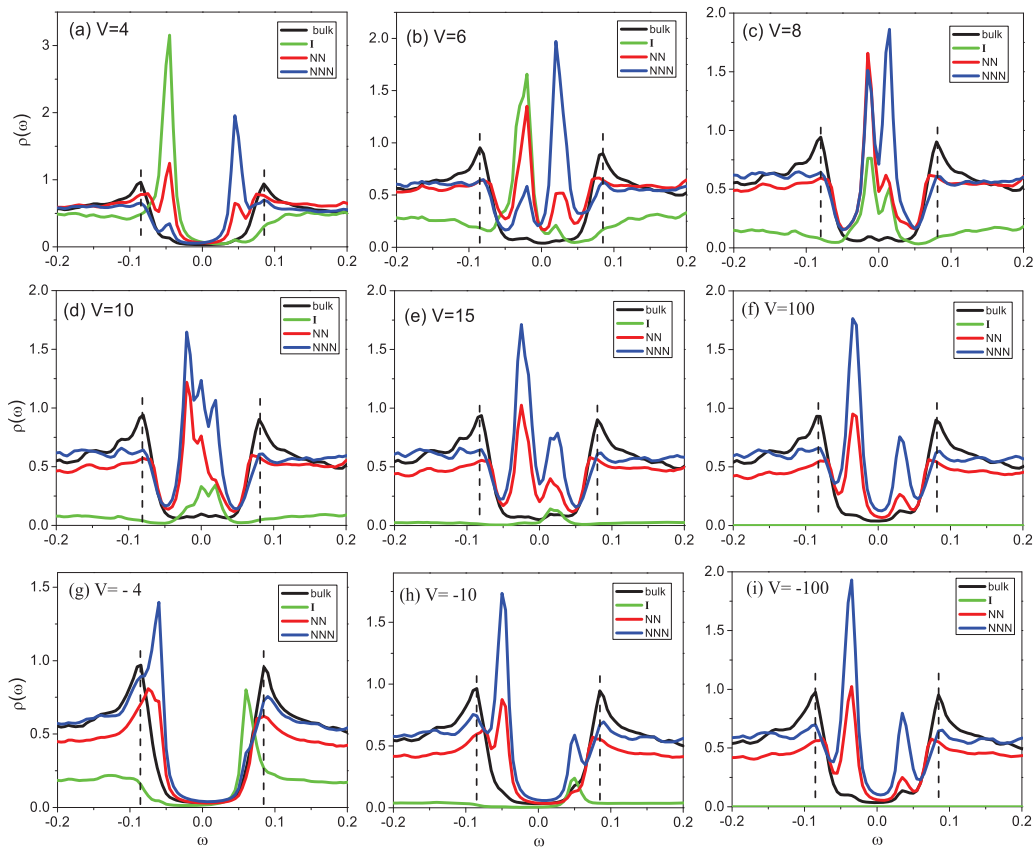 (a) V=4
bulk
I
NN
NNN
3
2
1
0
ρ(ω)
-0.2 -0.1 0.0 0.1 0.2
(b) V=6
bulk
I
NN
NNN
2.0
1.5
1.0
0.5
0.0
-0.2 -0.1 0.0 0.1 0.2
(c) V=8
bulk
I
NN
NNN
2.0
1.5
1.0
0.5
0.0
-0.2 -0.1 0.0 0.1 0.2
(d) V=10
bulk
I
NN
NNN
2.0
1.5
1.0
0.5
0.0
ρ(ω)
-0.2 -0.1 0.0 0.1 0.2
(e) V=15
bulk
I
NN
NNN
2.0
1.5
1.0
0.5
0.0
-0.2 -0.1 0.0 0.1 0.2
(f) V=100
bulk
I
NN
NNN
2.0
1.5
1.0
0.5
0.0
-0.2 -0.1 0.0 0.1 0.2
(g) V= - 4
bulk
I
NN
NNN
1.5
1.0
0.5
0.0
ρ(ω)
-0.2 -0.1 0.0 0.1 0.2
ω
(h) V= -10
bulk
I
NN
NNN
1.5
1.0
0.5
0.0
-0.2 -0.1 0.0 0.1 0.2
ω
(i) V= -100
bulk
I
NN
NNN
2.0
1.5
1.0
0.5
0.0
-0.2 -0.1 0.0 0.1 0.2
ω